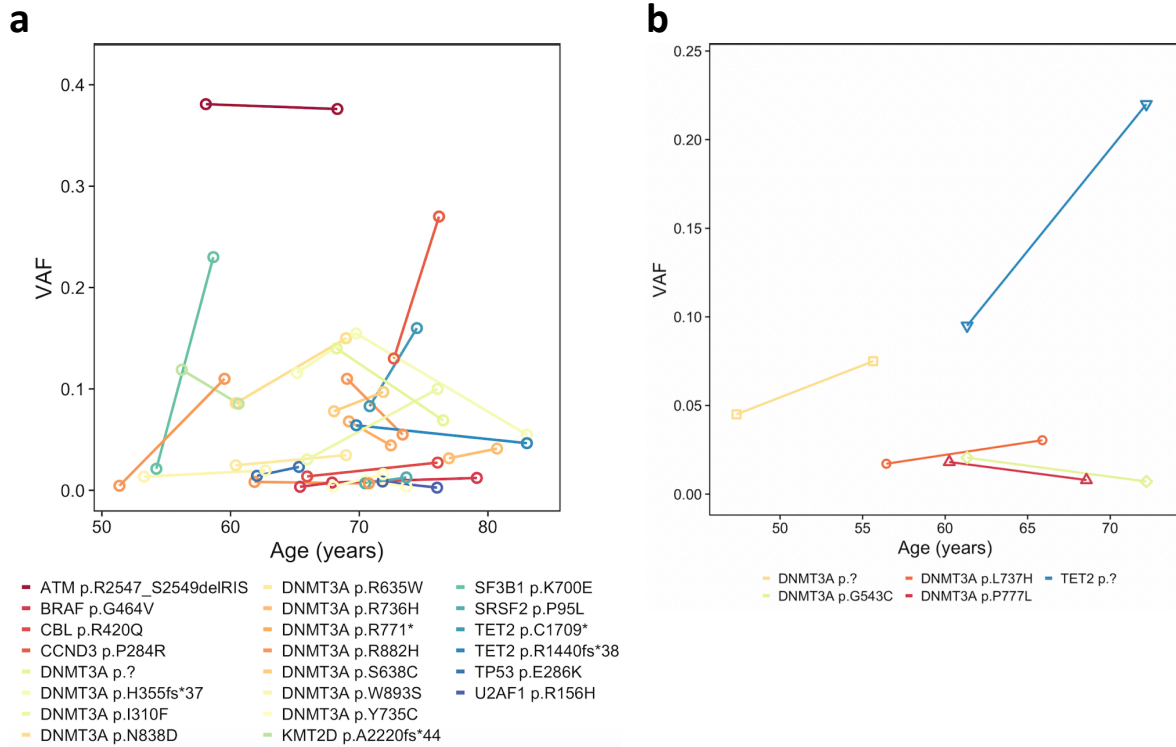 a
VAF
0.4
0.3
0.2
0.1
0.0
50 60 70 80
Age (years)
ATM p.R2547_S2549delRIS
BRAF p.G464V
CBL p.R420Q
CCND3 p.P284R
DNMT3A p.?
DNMT3A p.H355fs*37
DNMT3A p.I310F
DNMT3A p.N838D
DNMT3A p.R635W
DNMT3A p.R736H
DNMT3A p.R771*
DNMT3A p.R882H
DNMT3A p.S638C
DNMT3A p.W893S
DNMT3A p.Y735C
KMT2D p.A2220fs*44
SF3B1 p.K700E
SRSF2 p.P95L
TET2 p.C1709*
TET2 p.R1440fs*38
TP53 p.E286K
U2AF1 p.R156H
b
VAF
0.25
0.20
0.15
0.10
0.05
0.00
50 55 60 65 70
Age (years)
DNMT3A p.?
DNMT3A p.G543C
DNMT3A p.L737H
DNMT3A p.P777L
TET2 p.?